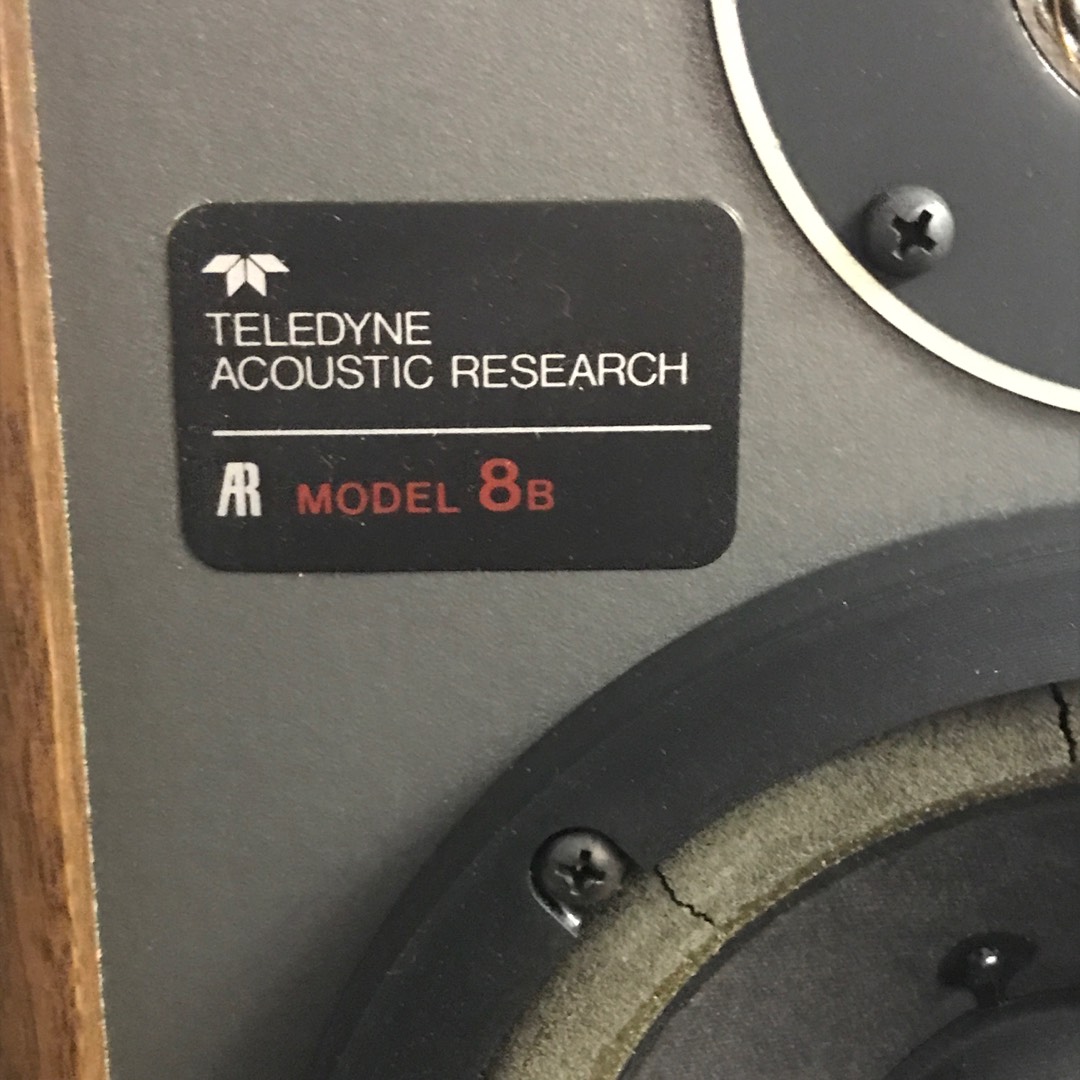 TELEDYNE
ACOUSTIC RESEARCH
AR MODEL 8B